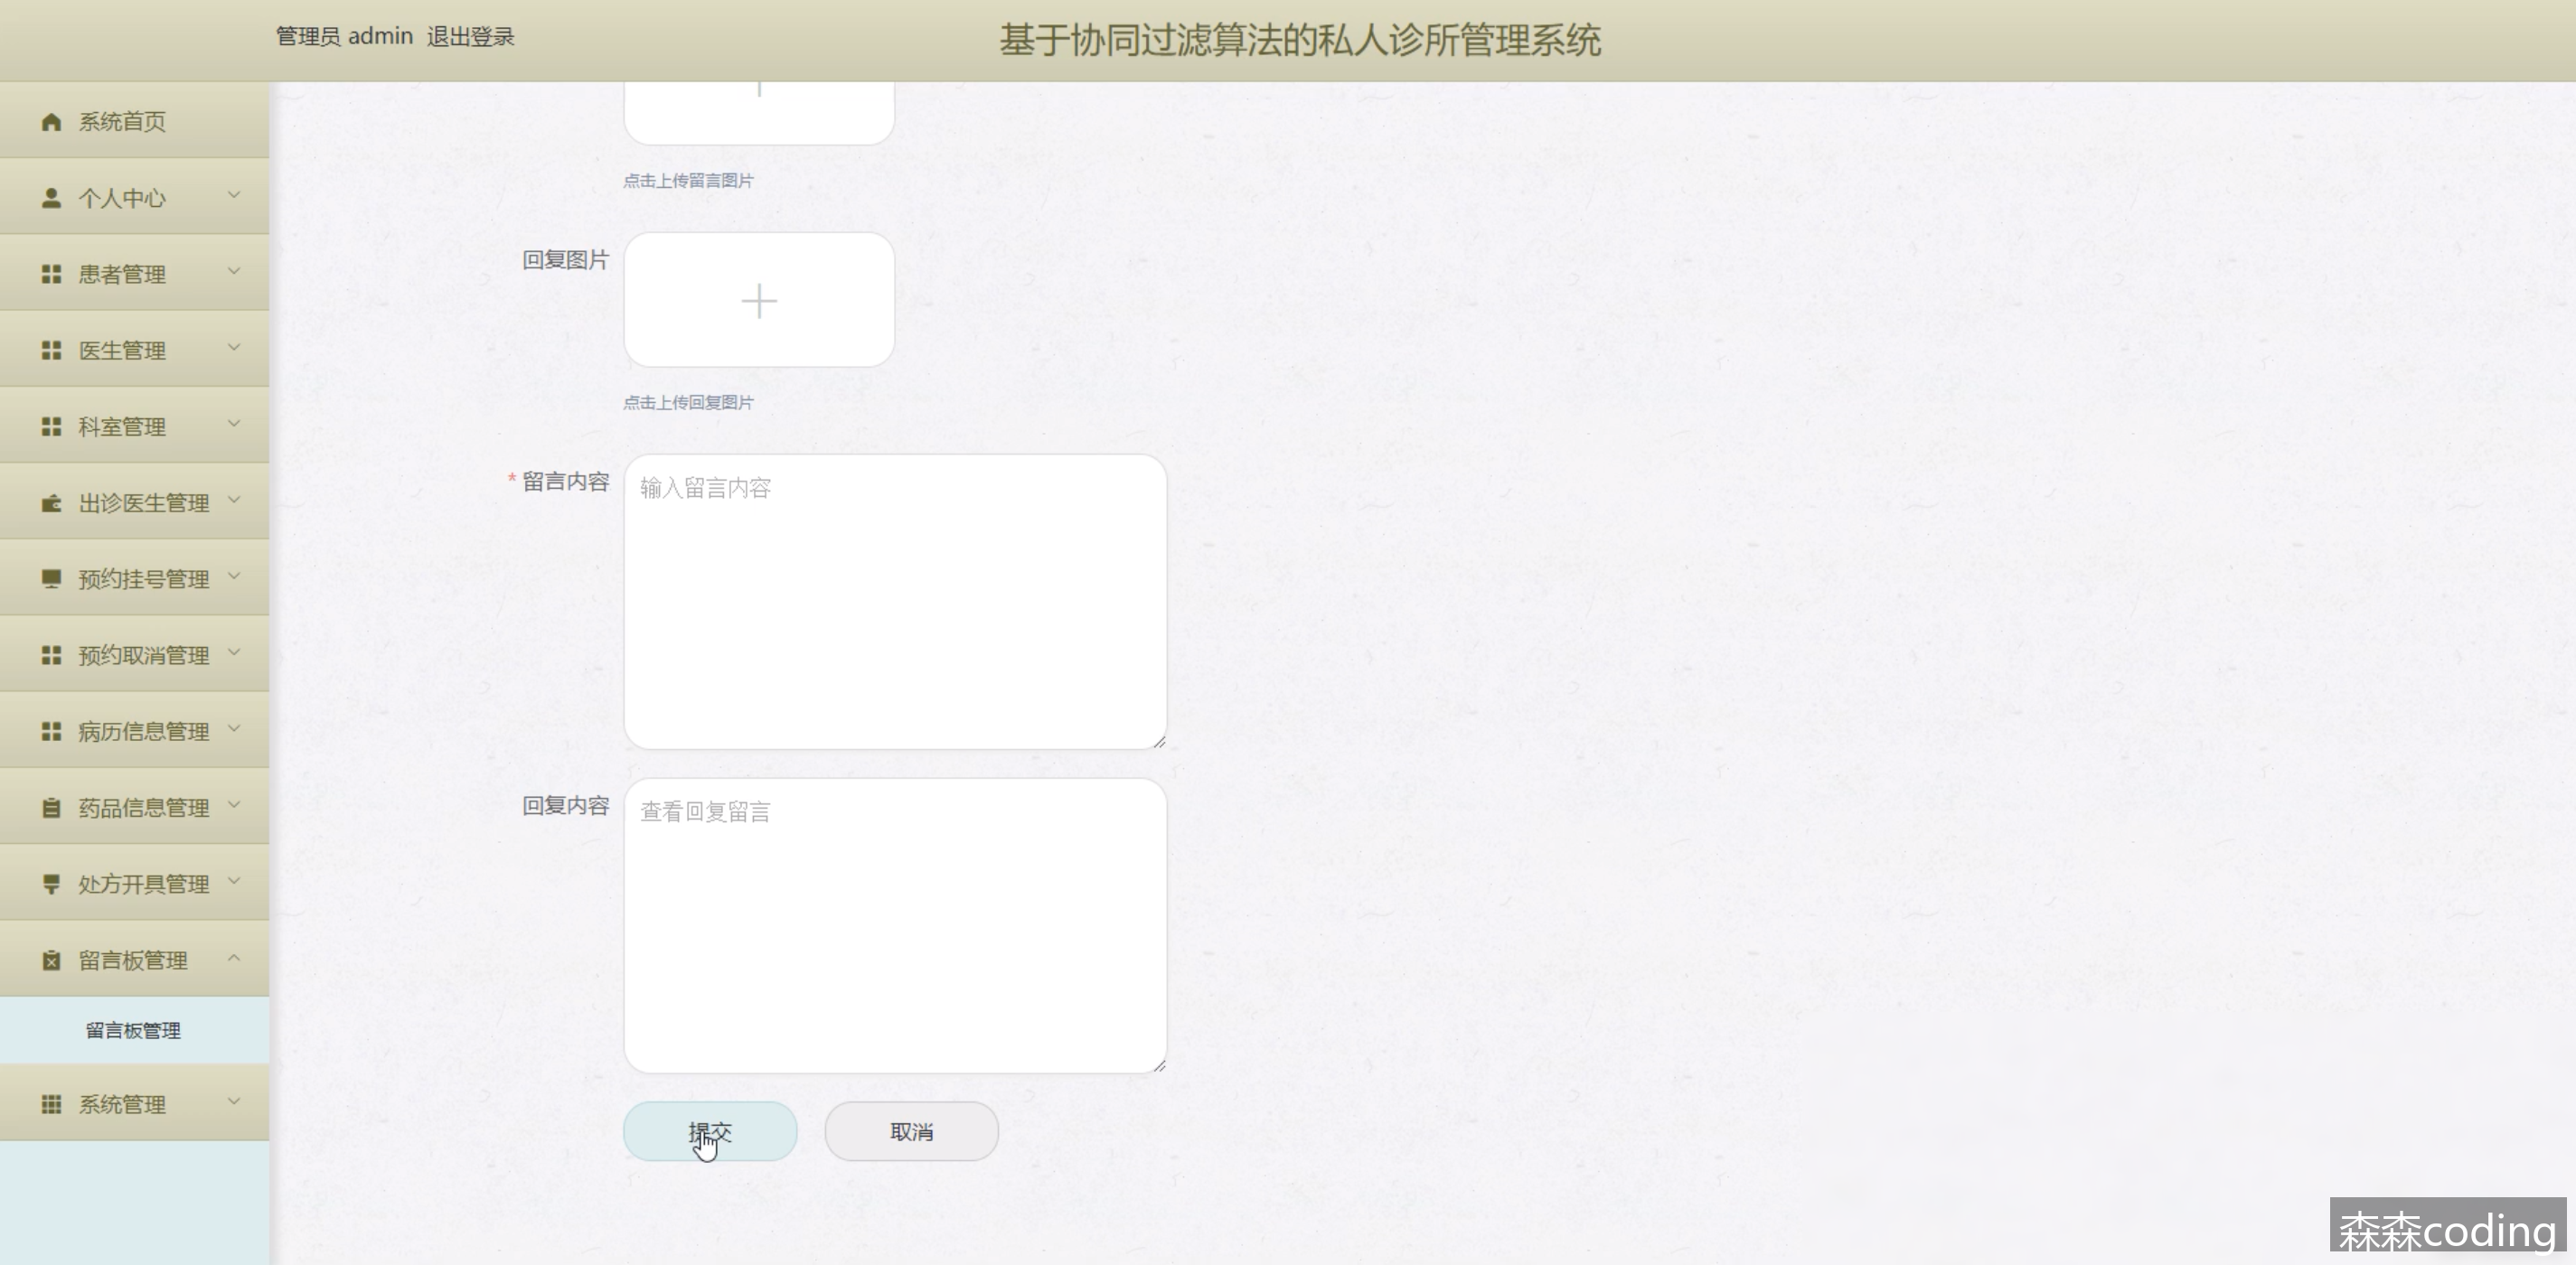 管理员 admin 退出登录
基于协同过滤算法的私人诊所管理系统
系统首页
个人中心
患者管理
医生管理
科室管理
出诊医生管理
预约挂号管理
预约取消管理
病历信息管理
药品信息管理
处方开具管理
留言板管理
留言板管理
系统管理
点击上传留言图片
回复图片
点击上传回复图片
* 留言内容
输入留言内容
回复内容
查看回复留言
提交
取消
森森coding